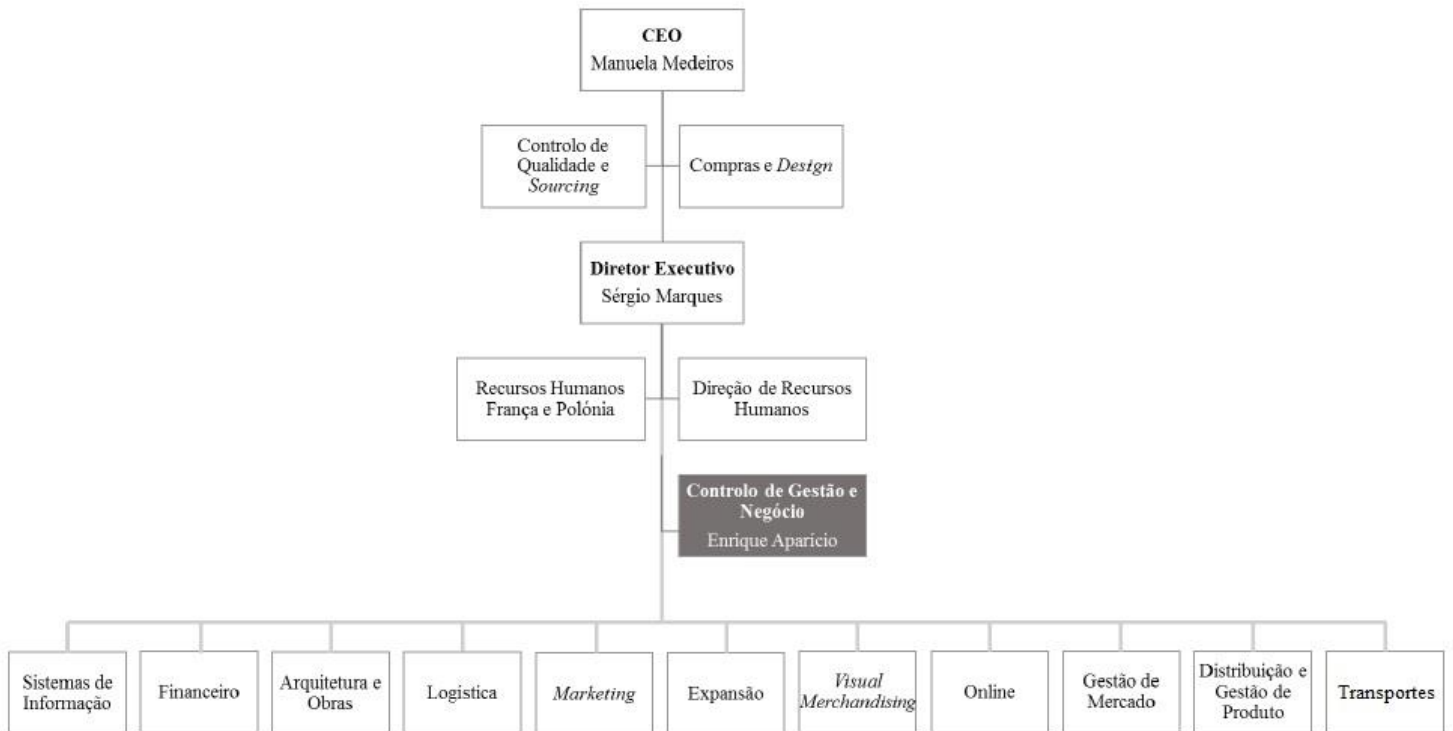 CEO
Manuela Medeiros
Controlo de
Qualidade e
Sourcing
Compras e Design
Diretor Executivo
Sérgio Marques
Recursos Humanos
França e Polónia
Direção de Recursos
Humanos
Controlo de Gestão e
Negócio
Enrique Aparício
Sistemas de
Informação
Financeiro
Arquitetura e
Obras
Logística
Marketing
Expansão
Visual
Merchandising
Online
Gestão de
Mercado
Distribuição e
Gestão de
Produto
Transportes